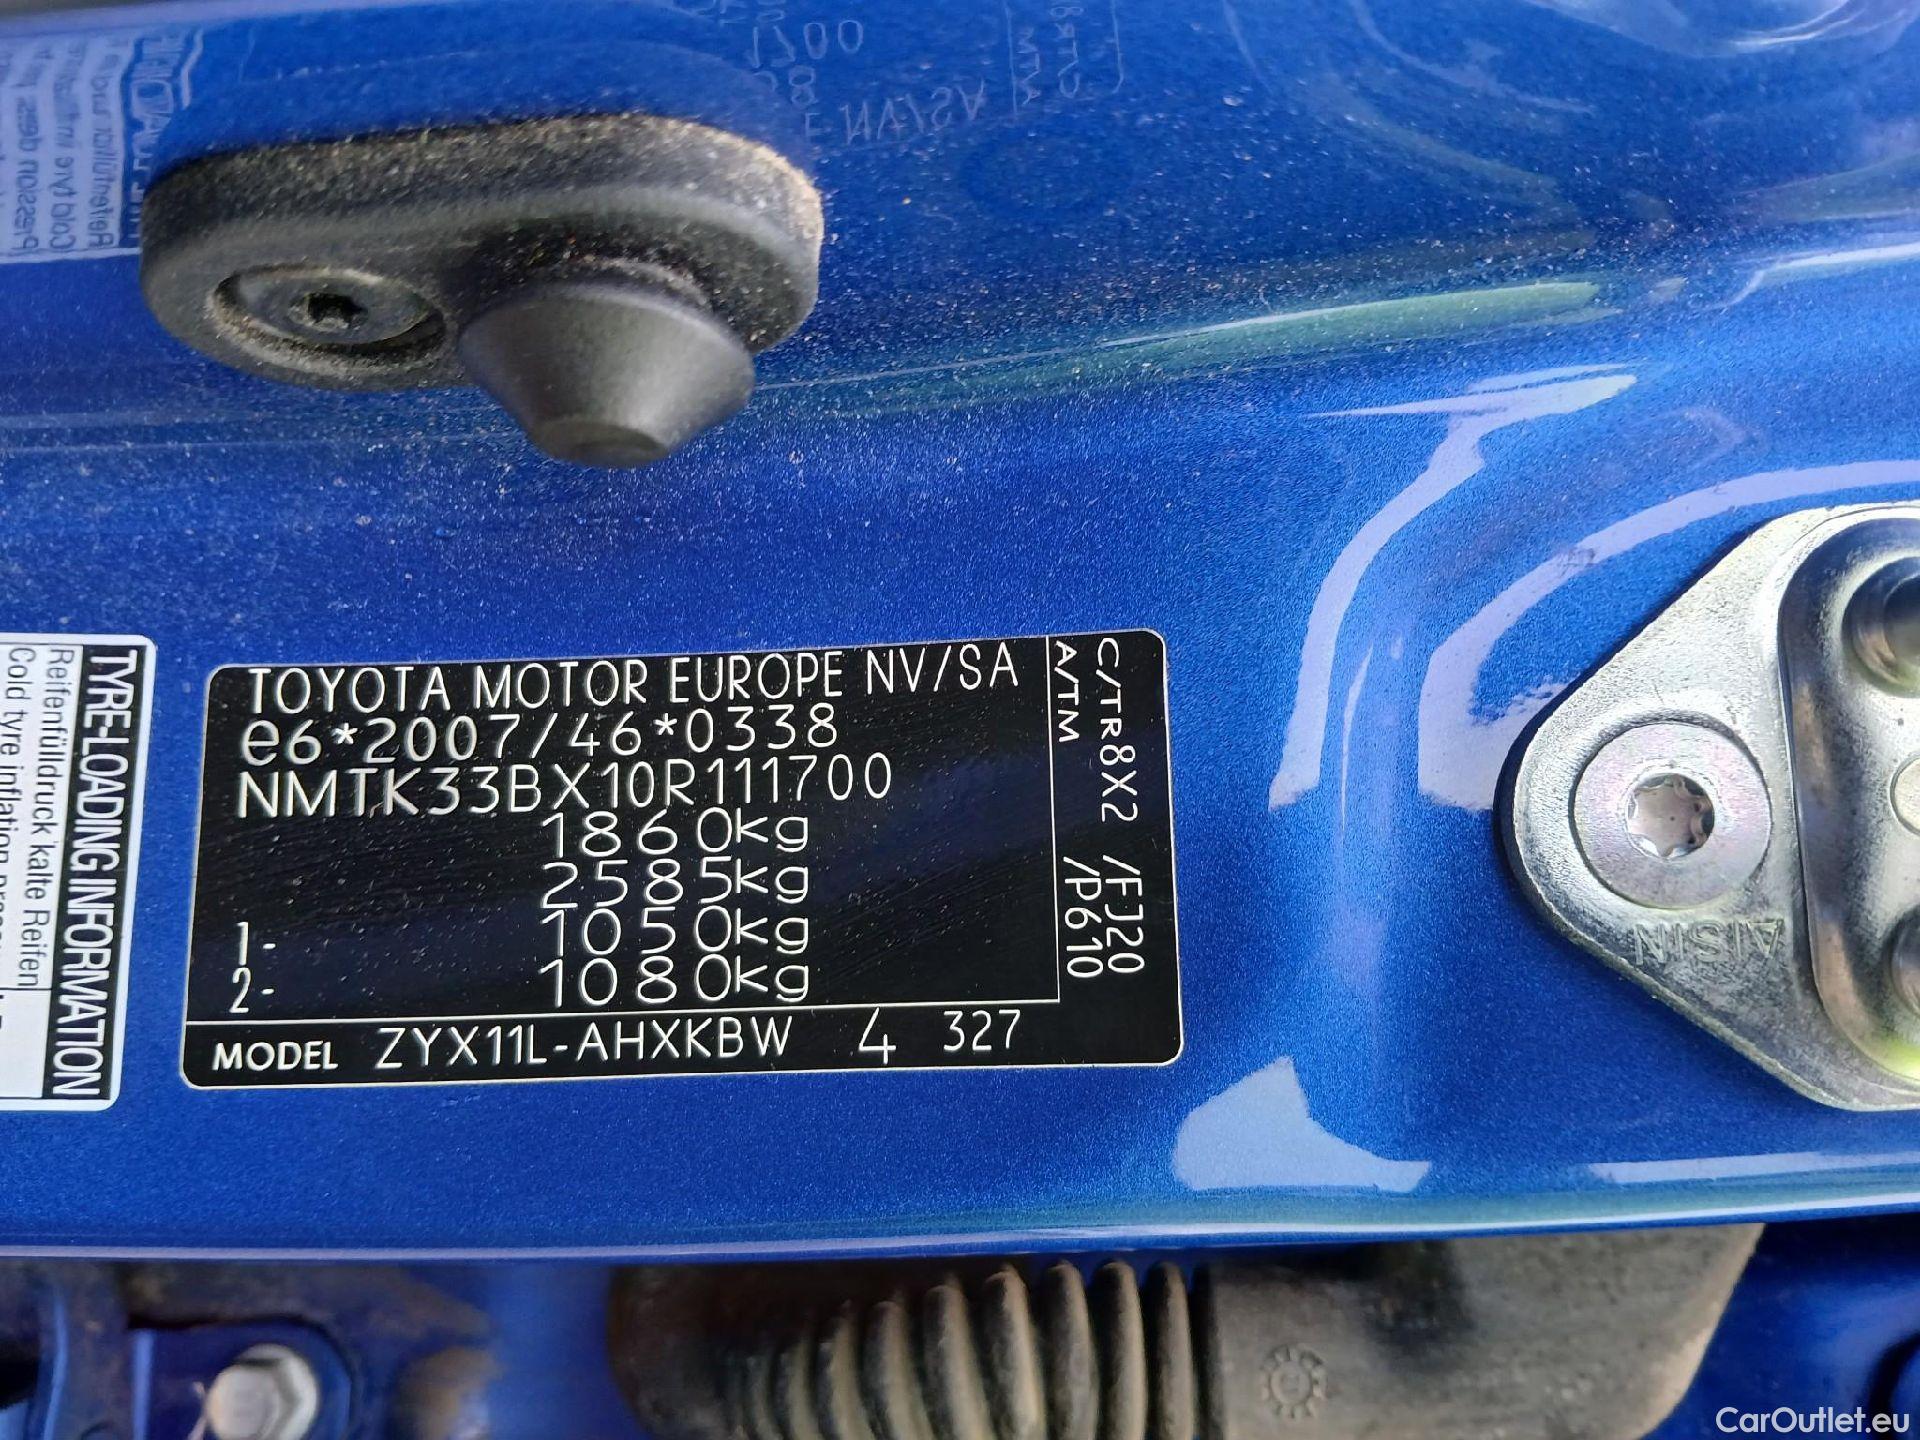 TOYOTA MOTOR EUROPE NV/SA
e6*2007/46*0338
NMTK33BX10R111700
1860kg
2585kg
1- 1050kg
2- 1080kg
MODEL ZYX11L-AHXKBW 4 327
C/TR8X2 /FJ20
A/TM /P610
TYRE-LOADING INFORMATION
Reifenfülldruck kalte Reifen
Cold tyre inflation
AISIN
CarOutlet.eu